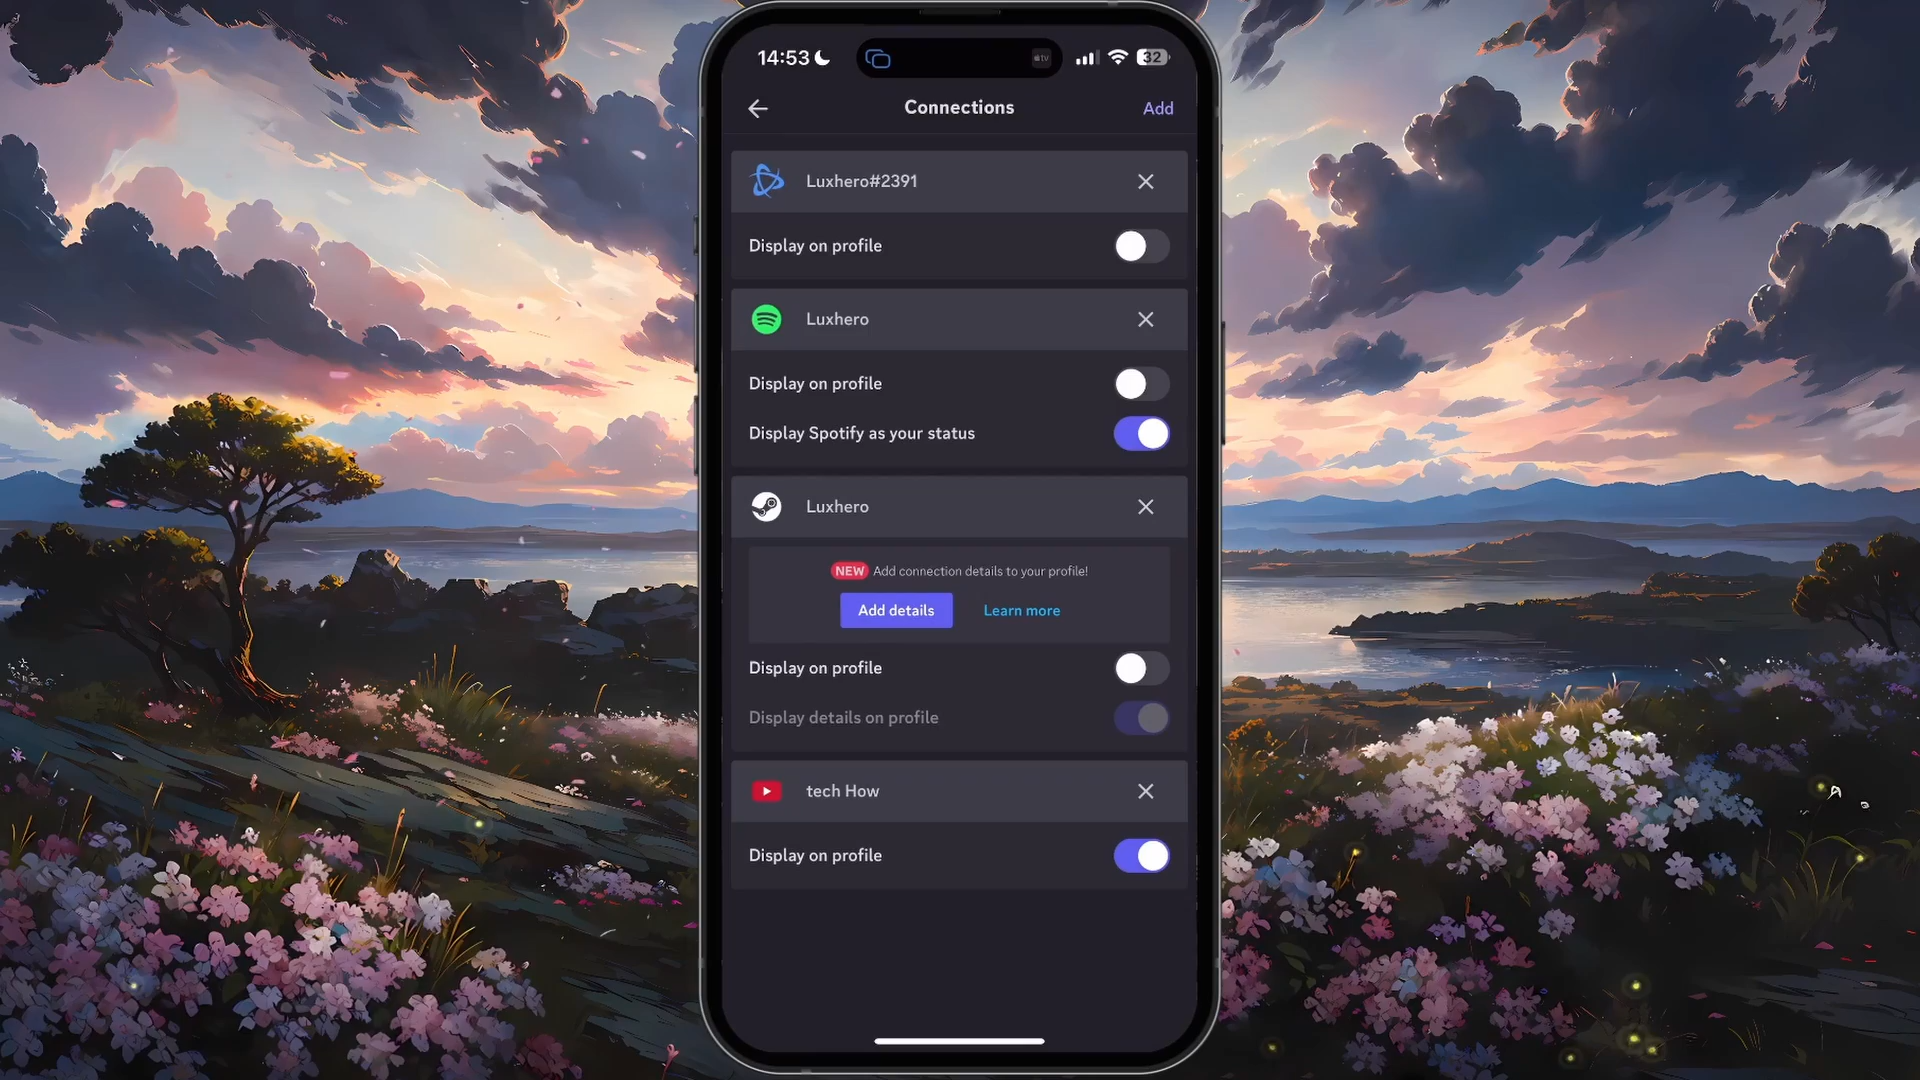 14:53
tv
32
Connections
Add
Luxhero#2391
Display on profile
Luxhero
Display on profile
Display Spotify as your status
Luxhero
NEW Add connection details to your profile!
Add details
Learn more
Display on profile
Display details on profile
tech How
Display on profile